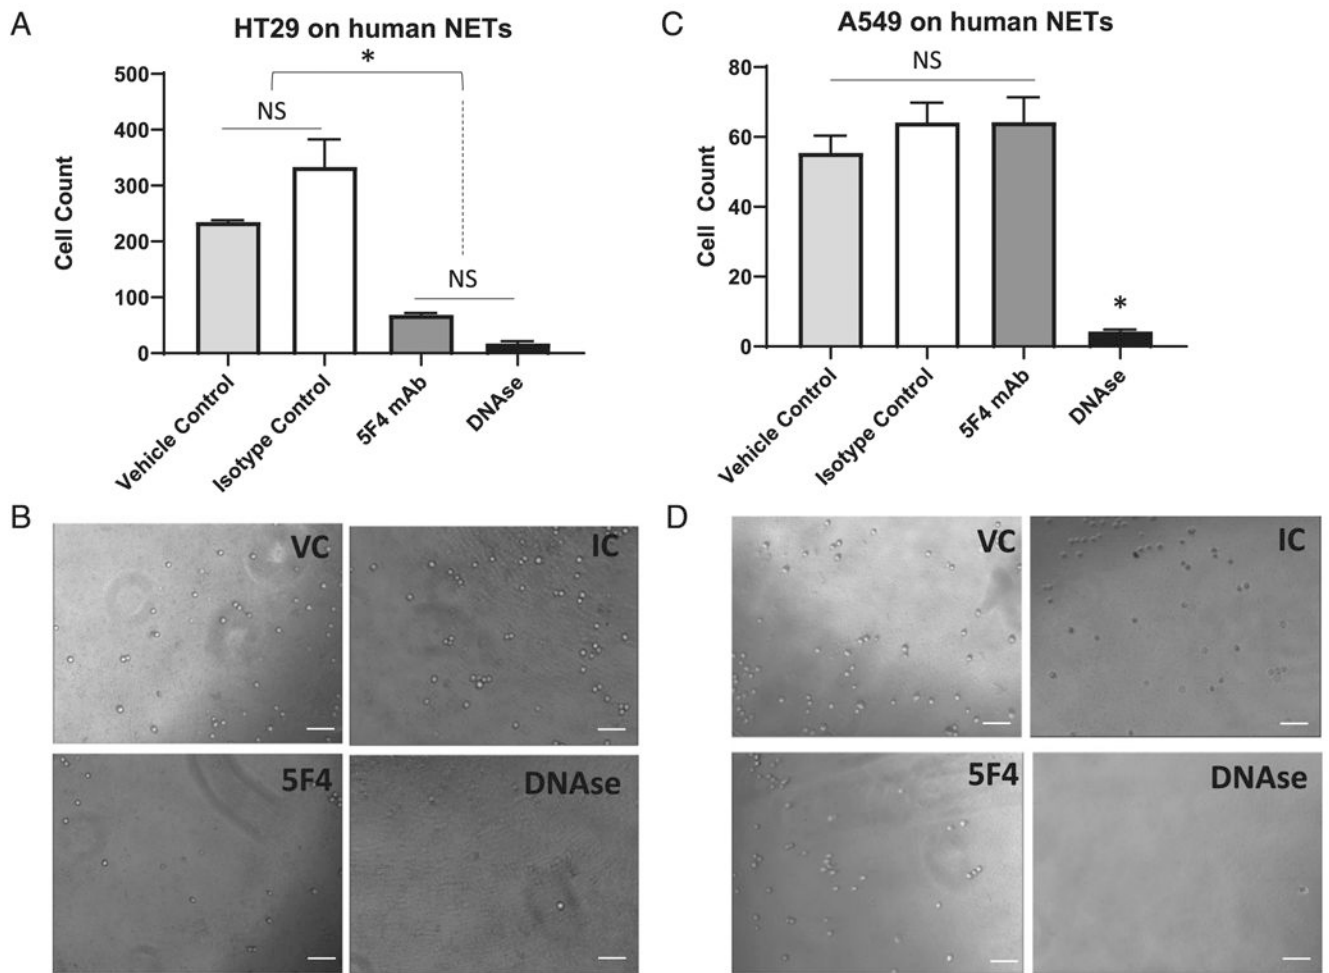 A
HT29 on human NETs
*
NS
NS
Cell Count
500
400
300
200
100
0
Vehicle Control
Isotype Control
5F4 mAb
DNAse
B
VC
IC
5F4
DNAse
C
A549 on human NETs
NS
*
Cell Count
80
60
40
20
0
Vehicle Control
Isotype Control
5F4 mAb
DNAse
D
VC
IC
5F4
DNAse